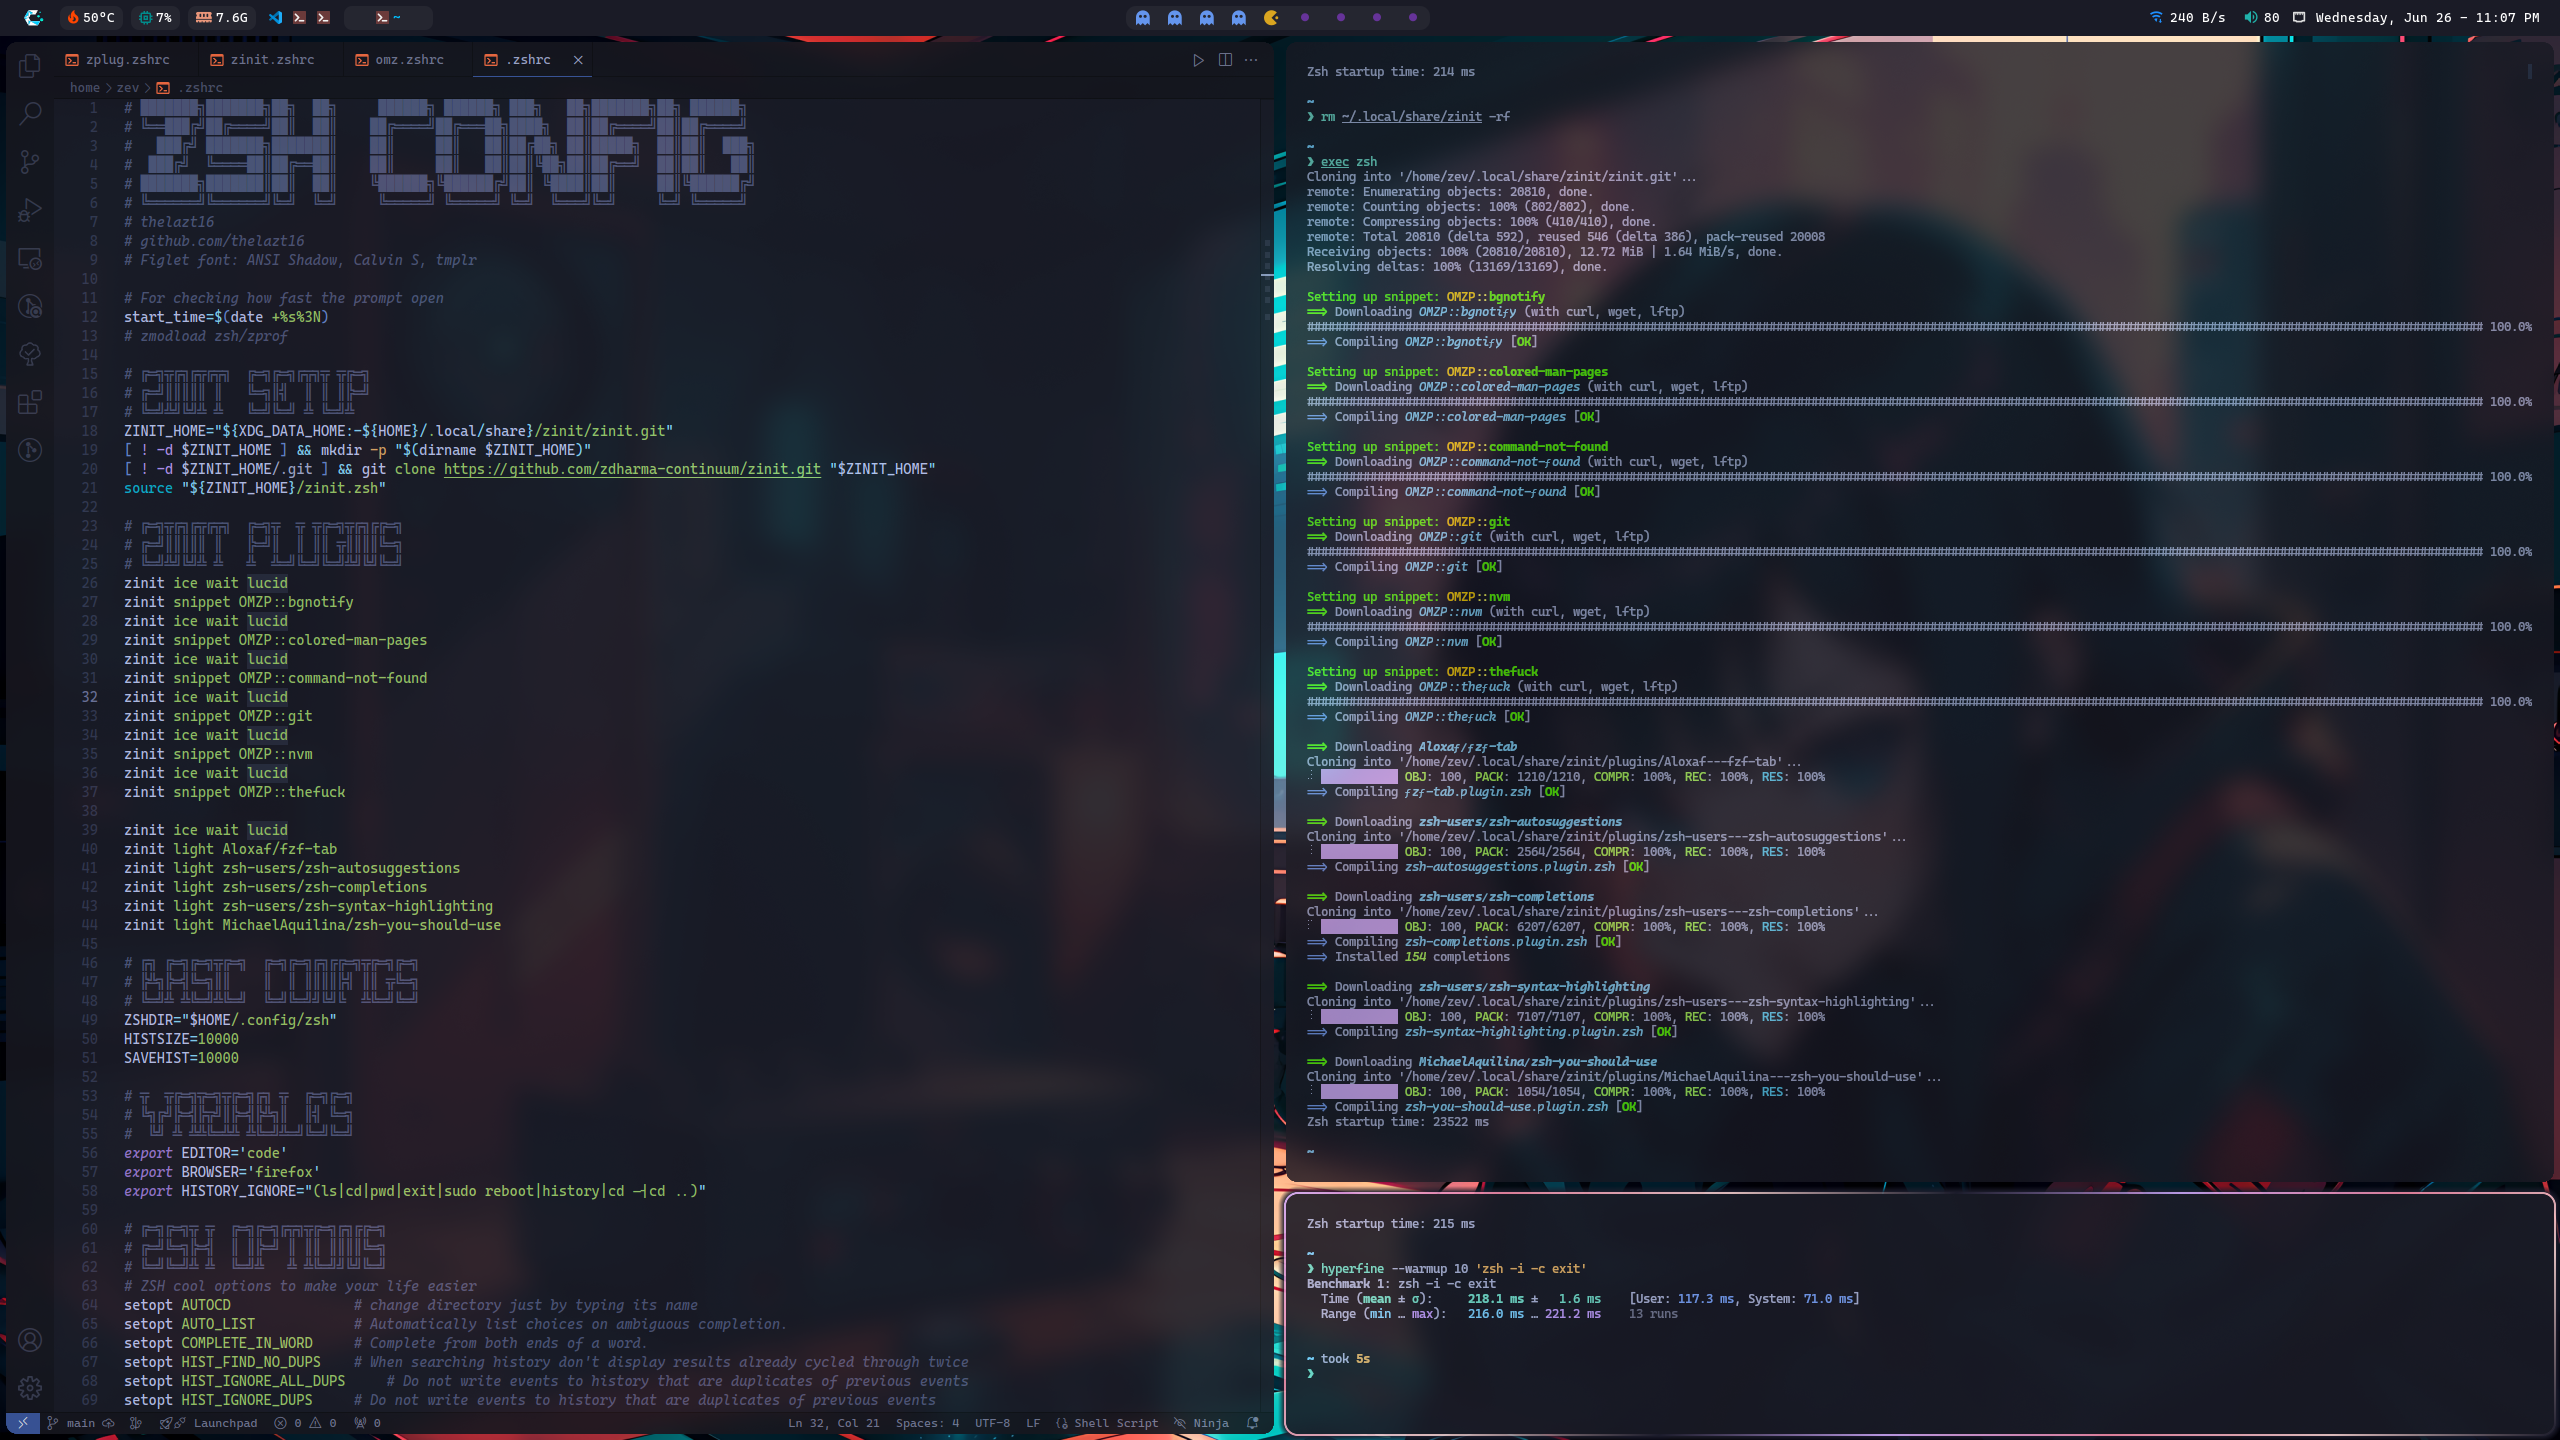 50°C 7% 7.6G ~
240 B/s 80 Wednesday, Jun 26 - 11:07 PM
zplug.zshrc zinit.zshrc omz.zshrc .zshrc
home > zev > .zshrc
1 # ZSH CONFIG
2 #
3 #
4 #
5 #
6 #
7 # thelazt16
8 # github.com/thelazt16
9 # Figlet font: ANSI Shadow, Calvin S, tmplr
10
11 # For checking how fast the prompt open
12 start_time=$(date +%s%3N)
13 # zmodload zsh/zprof
14
15 # ZINIT SETUP
16 #
17 #
18 ZINIT_HOME="${XDG_DATA_HOME:-${HOME}/.local/share}/zinit/zinit.git"
19 [ ! -d $ZINIT_HOME ] && mkdir -p "$(dirname $ZINIT_HOME)"
20 [ ! -d $ZINIT_HOME/.git ] && git clone https://github.com/zdharma-continuum/zinit.git "$ZINIT_HOME"
21 source "${ZINIT_HOME}/zinit.zsh"
22
23 # ZINIT PLUGINS
24 #
25 #
26 zinit ice wait lucid
27 zinit snippet OMZP::bgnotify
28 zinit ice wait lucid
29 zinit snippet OMZP::colored-man-pages
30 zinit ice wait lucid
31 zinit snippet OMZP::command-not-found
32 zinit ice wait lucid
33 zinit snippet OMZP::git
34 zinit ice wait lucid
35 zinit snippet OMZP::nvm
36 zinit ice wait lucid
37 zinit snippet OMZP::thefuck
38
39 zinit ice wait lucid
40 zinit light Aloxaf/fzf-tab
41 zinit light zsh-users/zsh-autosuggestions
42 zinit light zsh-users/zsh-completions
43 zinit light zsh-users/zsh-syntax-highlighting
44 zinit light MichaelAquilina/zsh-you-should-use
45
46 # BASIC CONFIG
47 #
48 #
49 ZSHDIR="$HOME/.config/zsh"
50 HISTSIZE=10000
51 SAVEHIST=10000
52
53 #
54 #
55 #
56 export EDITOR='code'
57 export BROWSER='firefox'
58 export HISTORY_IGNORE="(ls|cd|pwd|exit|sudo reboot|history|cd -|cd ..)"
59
60 # ZSH OPTIONS
61 #
62 #
63 # ZSH cool options to make your life easier
64 setopt AUTOCD # change directory just by typing its name
65 setopt AUTO_LIST # Automatically list choices on ambiguous completion.
66 setopt COMPLETE_IN_WORD # Complete from both ends of a word.
67 setopt HIST_FIND_NO_DUPS # When searching history don't display results already cycled through twice
68 setopt HIST_IGNORE_ALL_DUPS # Do not write events to history that are duplicates of previous events
69 setopt HIST_IGNORE_DUPS # Do not write events to history that are duplicates of previous events
main Launchpad 0 0 0 Ln 32, Col 21 Spaces: 4 UTF-8 LF Shell Script Ninja
Zsh startup time: 214 ms
~
❯ rm ~/.local/share/zinit -rf
~
❯ exec zsh
Cloning into '/home/zev/.local/share/zinit/zinit.git'...
remote: Enumerating objects: 20810, done.
remote: Counting objects: 100% (802/802), done.
remote: Compressing objects: 100% (410/410), done.
remote: Total 20810 (delta 592), reused 546 (delta 386), pack-reused 20008
Receiving objects: 100% (20810/20810), 12.72 MiB | 1.64 MiB/s, done.
Resolving deltas: 100% (13169/13169), done.
Setting up snippet: OMZP::bgnotify
==> Downloading OMZP::bgnotify (with curl, wget, lftp)
100.0%
==> Compiling OMZP::bgnotify [OK]
Setting up snippet: OMZP::colored-man-pages
==> Downloading OMZP::colored-man-pages (with curl, wget, lftp)
100.0%
==> Compiling OMZP::colored-man-pages [OK]
Setting up snippet: OMZP::command-not-found
==> Downloading OMZP::command-not-found (with curl, wget, lftp)
100.0%
==> Compiling OMZP::command-not-found [OK]
Setting up snippet: OMZP::git
==> Downloading OMZP::git (with curl, wget, lftp)
100.0%
==> Compiling OMZP::git [OK]
Setting up snippet: OMZP::nvm
==> Downloading OMZP::nvm (with curl, wget, lftp)
100.0%
==> Compiling OMZP::nvm [OK]
Setting up snippet: OMZP::thefuck
==> Downloading OMZP::thefuck (with curl, wget, lftp)
100.0%
==> Compiling OMZP::thefuck [OK]
==> Downloading Aloxaf/fzf-tab
Cloning into '/home/zev/.local/share/zinit/plugins/Aloxaf---fzf-tab'...
OBJ: 100, PACK: 1210/1210, COMPR: 100%, REC: 100%, RES: 100%
==> Compiling fzf-tab.plugin.zsh [OK]
==> Downloading zsh-users/zsh-autosuggestions
Cloning into '/home/zev/.local/share/zinit/plugins/zsh-users---zsh-autosuggestions'...
OBJ: 100, PACK: 2564/2564, COMPR: 100%, REC: 100%, RES: 100%
==> Compiling zsh-autosuggestions.plugin.zsh [OK]
==> Downloading zsh-users/zsh-completions
Cloning into '/home/zev/.local/share/zinit/plugins/zsh-users---zsh-completions'...
OBJ: 100, PACK: 6207/6207, COMPR: 100%, REC: 100%, RES: 100%
==> Compiling zsh-completions.plugin.zsh [OK]
==> Installed 154 completions
==> Downloading zsh-users/zsh-syntax-highlighting
Cloning into '/home/zev/.local/share/zinit/plugins/zsh-users---zsh-syntax-highlighting'...
OBJ: 100, PACK: 7107/7107, COMPR: 100%, REC: 100%, RES: 100%
==> Compiling zsh-syntax-highlighting.plugin.zsh [OK]
==> Downloading MichaelAquilina/zsh-you-should-use
Cloning into '/home/zev/.local/share/zinit/plugins/MichaelAquilina---zsh-you-should-use'...
OBJ: 100, PACK: 1054/1054, COMPR: 100%, REC: 100%, RES: 100%
==> Compiling zsh-you-should-use.plugin.zsh [OK]
Zsh startup time: 23522 ms
~
Zsh startup time: 215 ms
~
❯ hyperfine --warmup 10 'zsh -i -c exit'
Benchmark 1: zsh -i -c exit
Time (mean ± σ): 218.1 ms ± 1.6 ms [User: 117.3 ms, System: 71.0 ms]
Range (min … max): 216.0 ms … 221.2 ms 13 runs
~ took 5s
❯